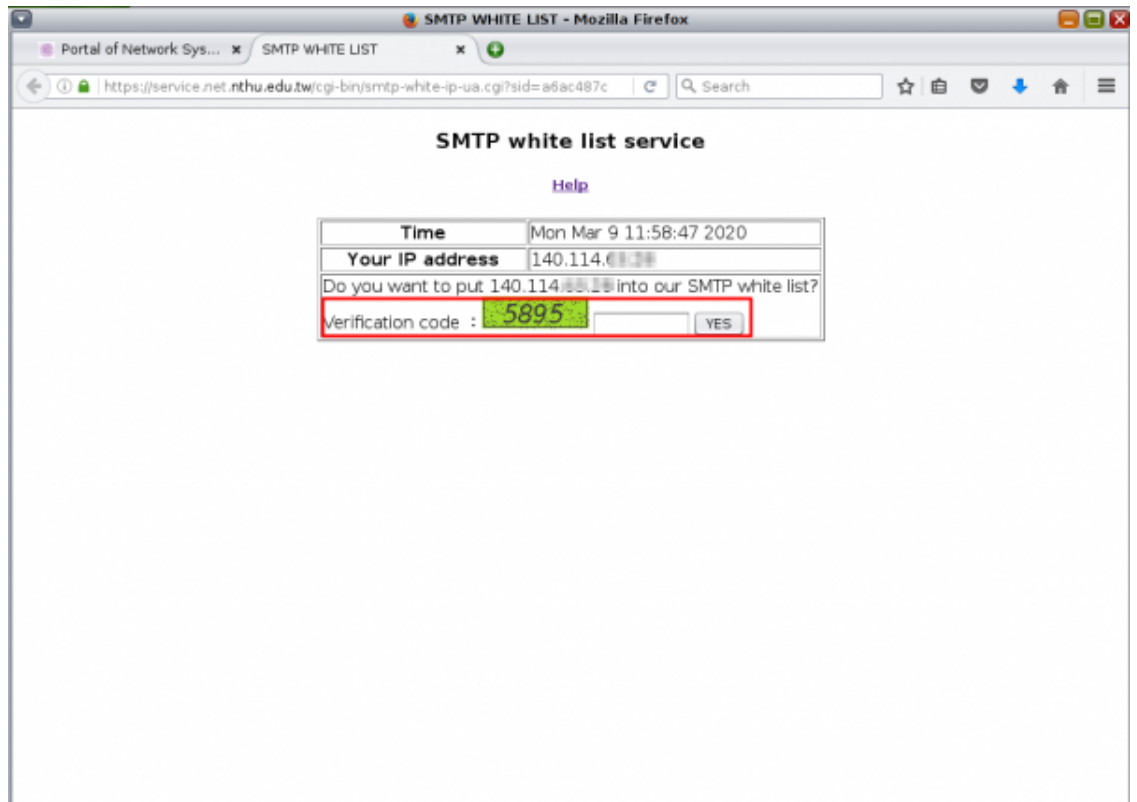 SMTP WHITE LIST - Mozilla Firefox
Portal of Network Sys... SMTP WHITE LIST
https://service.net.nthu.edu.tw/cgi-bin/smtp-white-ip-ua.cgi?sid=a6ac487c Search
SMTP white list service
Help
Time Mon Mar 9 11:58:47 2020
Your IP address 140.114.
Do you want to put 140.114. into our SMTP white list?
Verification code : 5895 YES